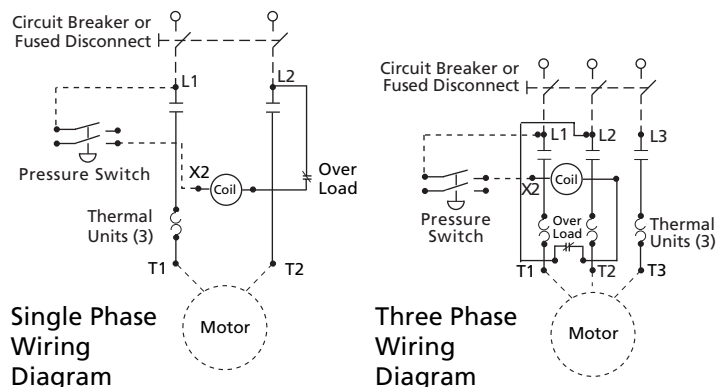 Circuit Breaker or
Fused Disconnect
L1
L2
Pressure Switch
X2
Coil
Over
Load
Thermal
Units (3)
T1
T2
Motor
Single Phase
Wiring
Diagram
Circuit Breaker or
Fused Disconnect
L1
L2
L3
X2
Coil
Pressure
Switch
Over
Load
Thermal
Units (3)
T1
T2
T3
Motor
Three Phase
Wiring
Diagram